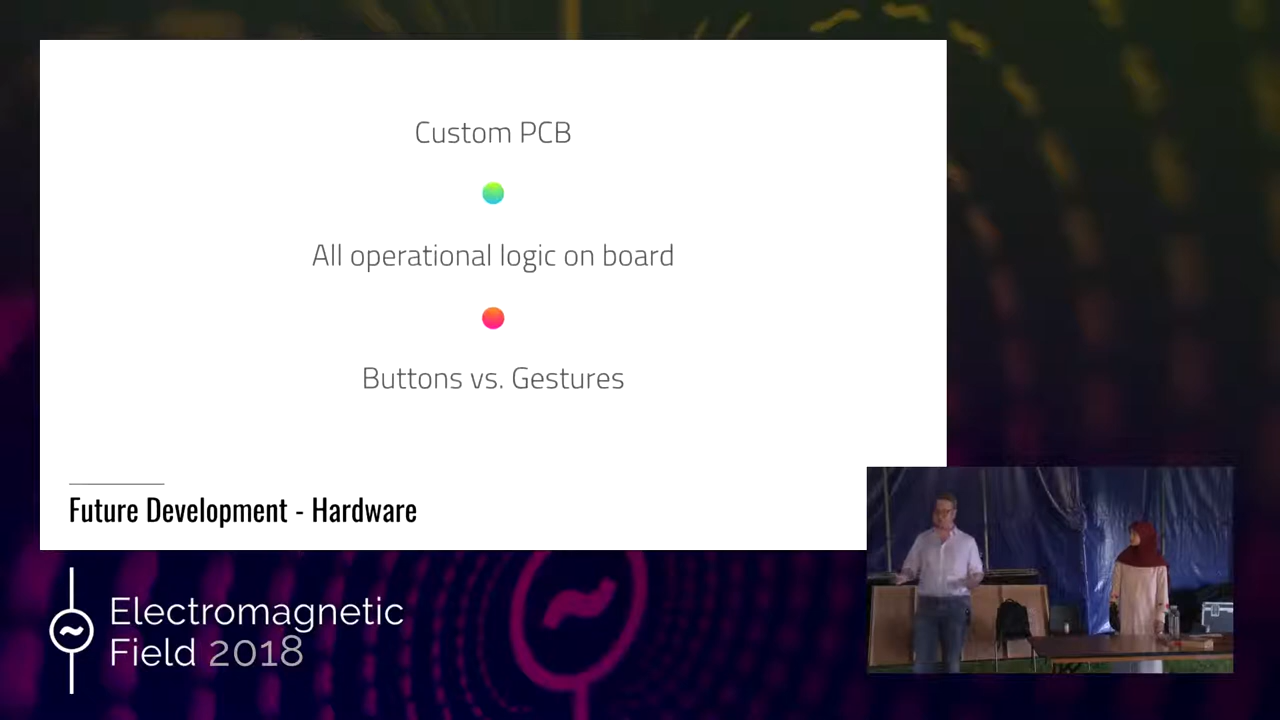 Custom PCB
All operational logic on board
Buttons vs. Gestures
Future Development - Hardware
Electromagnetic
Field 2018